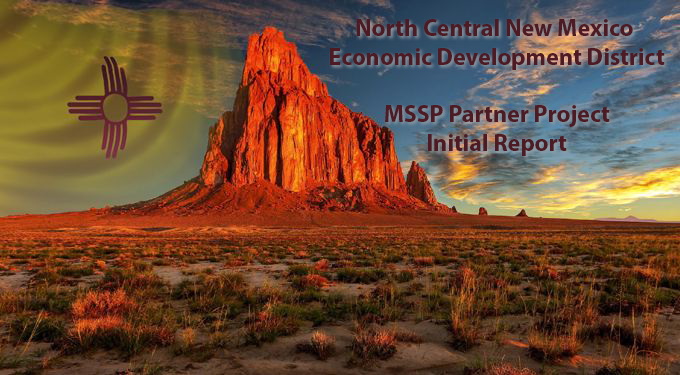 North Central New Mexico
Economic Development District
MSSP Partner Project
Initial Report